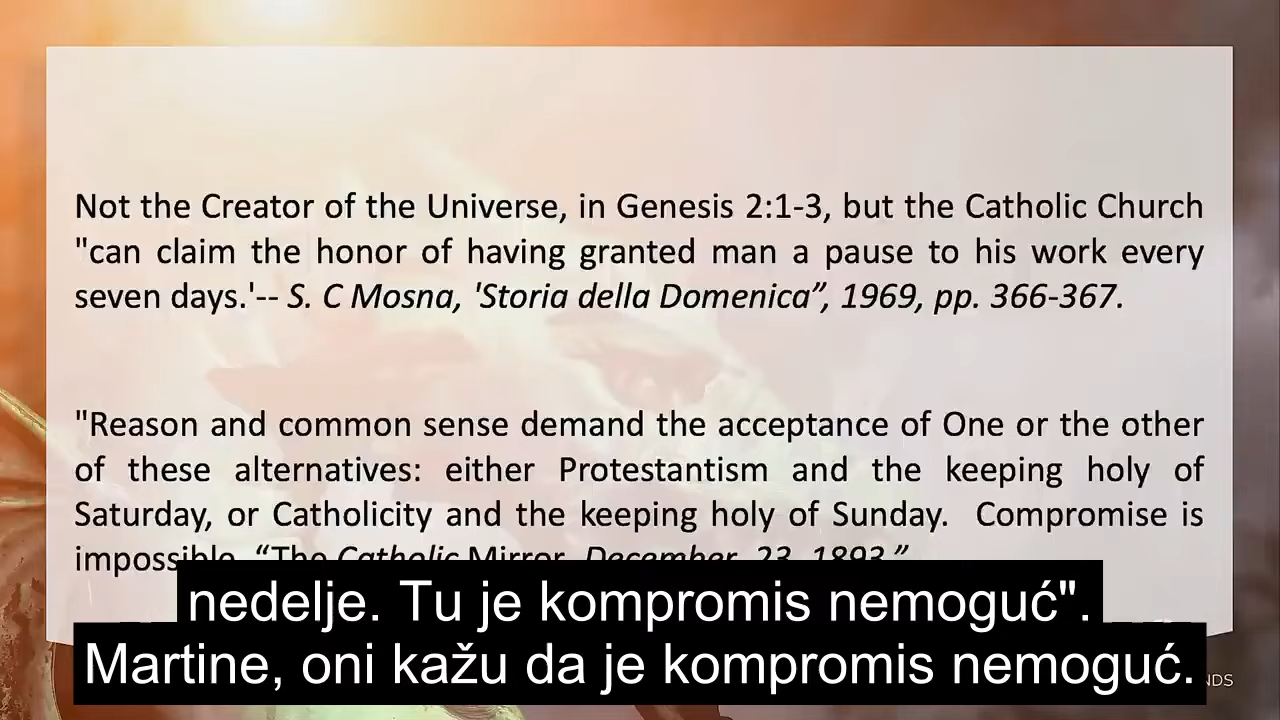 Not the Creator of the Universe, in Genesis 2:1-3, but the Catholic Church
"can claim the honor of having granted man a pause to his work every
seven days.'-- S. C Mosna, 'Storia della Domenica”, 1969, pp. 366-367.
"Reason and common sense demand the acceptance of One or the other
of these alternatives: either Protestantism and the keeping holy of
Saturday, or Catholicity and the keeping holy of Sunday. Compromise is
impossible. “The Catholic Mirror, December, 23, 1893.”
nedelje. Tu je kompromis nemoguć".
Martine, oni kažu da je kompromis nemoguć.